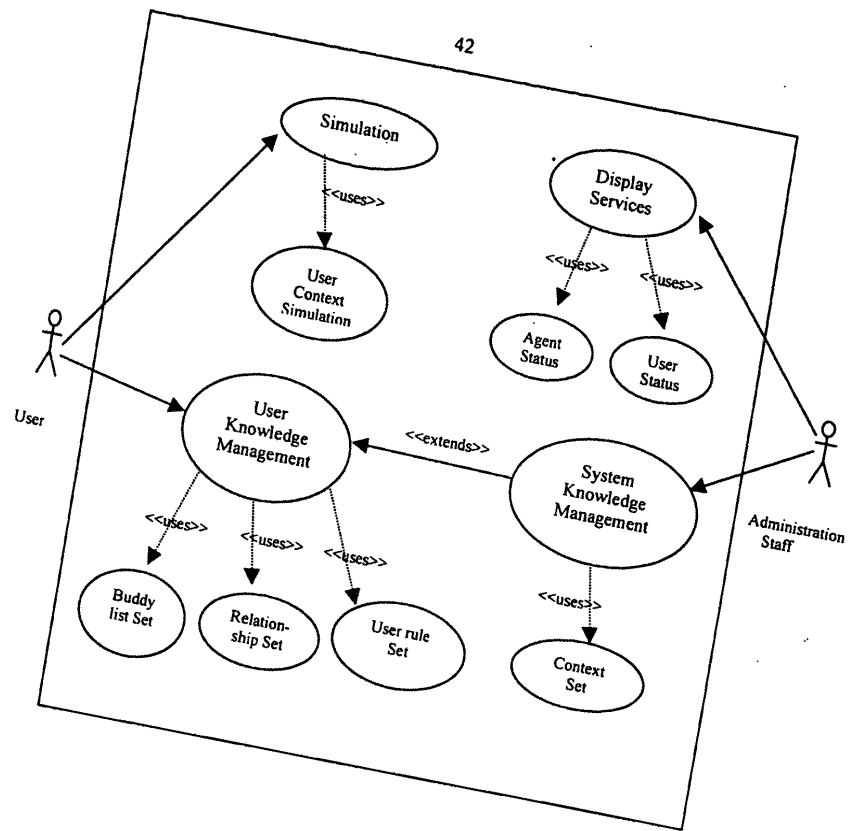 42
Simulation
<<uses>>
User
Context
Simulation
Display
Services
<<uses>>
<<uses>>
Agent
Status
User
Status
User
User
Knowledge
Management
<<extends>>
System
Knowledge
Management
Administration
Staff
<<uses>>
<<uses>>
<<uses>>
<<uses>>
Buddy
list Set
Relation-
ship Set
User rule
Set
Context
Set